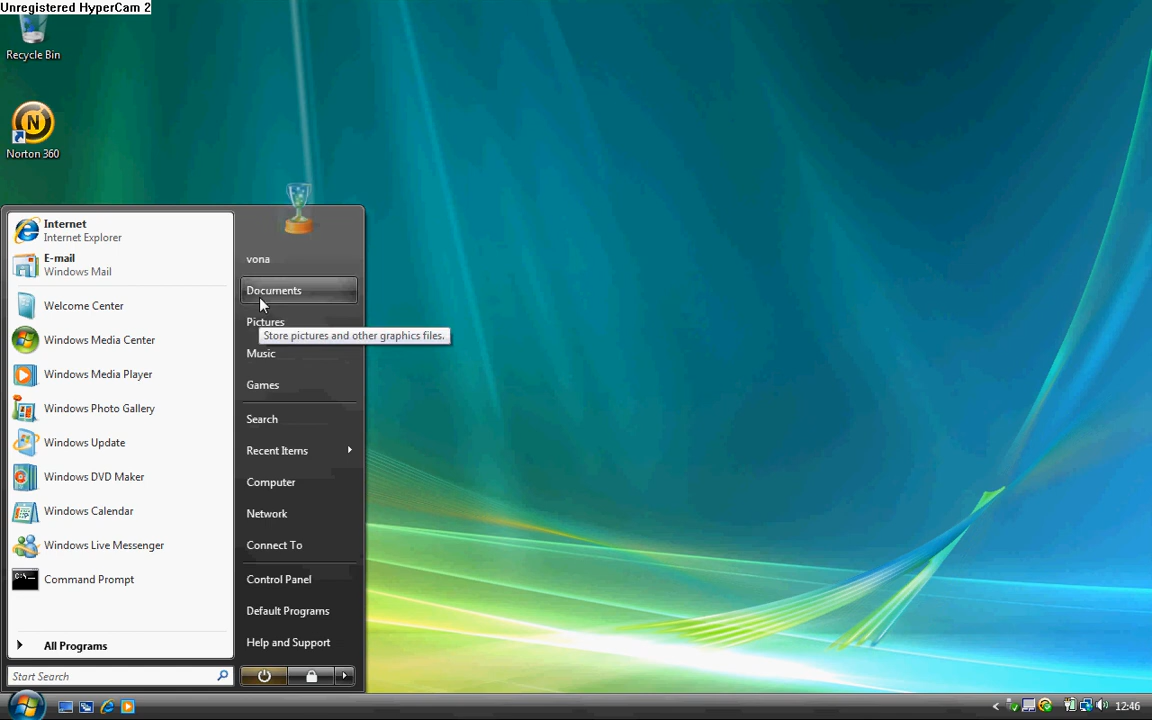 Unregistered HyperCam 2
Recycle Bin
N
Norton 360
Internet
Internet Explorer
E-mail
Windows Mail
Welcome Center
Windows Media Center
Windows Media Player
Windows Photo Gallery
Windows Update
Windows DVD Maker
Windows Calendar
Windows Live Messenger
C:\_
Command Prompt
All Programs
Start Search
vona
Documents
Pictures
Store pictures and other graphics files.
Music
Games
Search
Recent Items
Computer
Network
Connect To
Control Panel
Default Programs
Help and Support
12:46